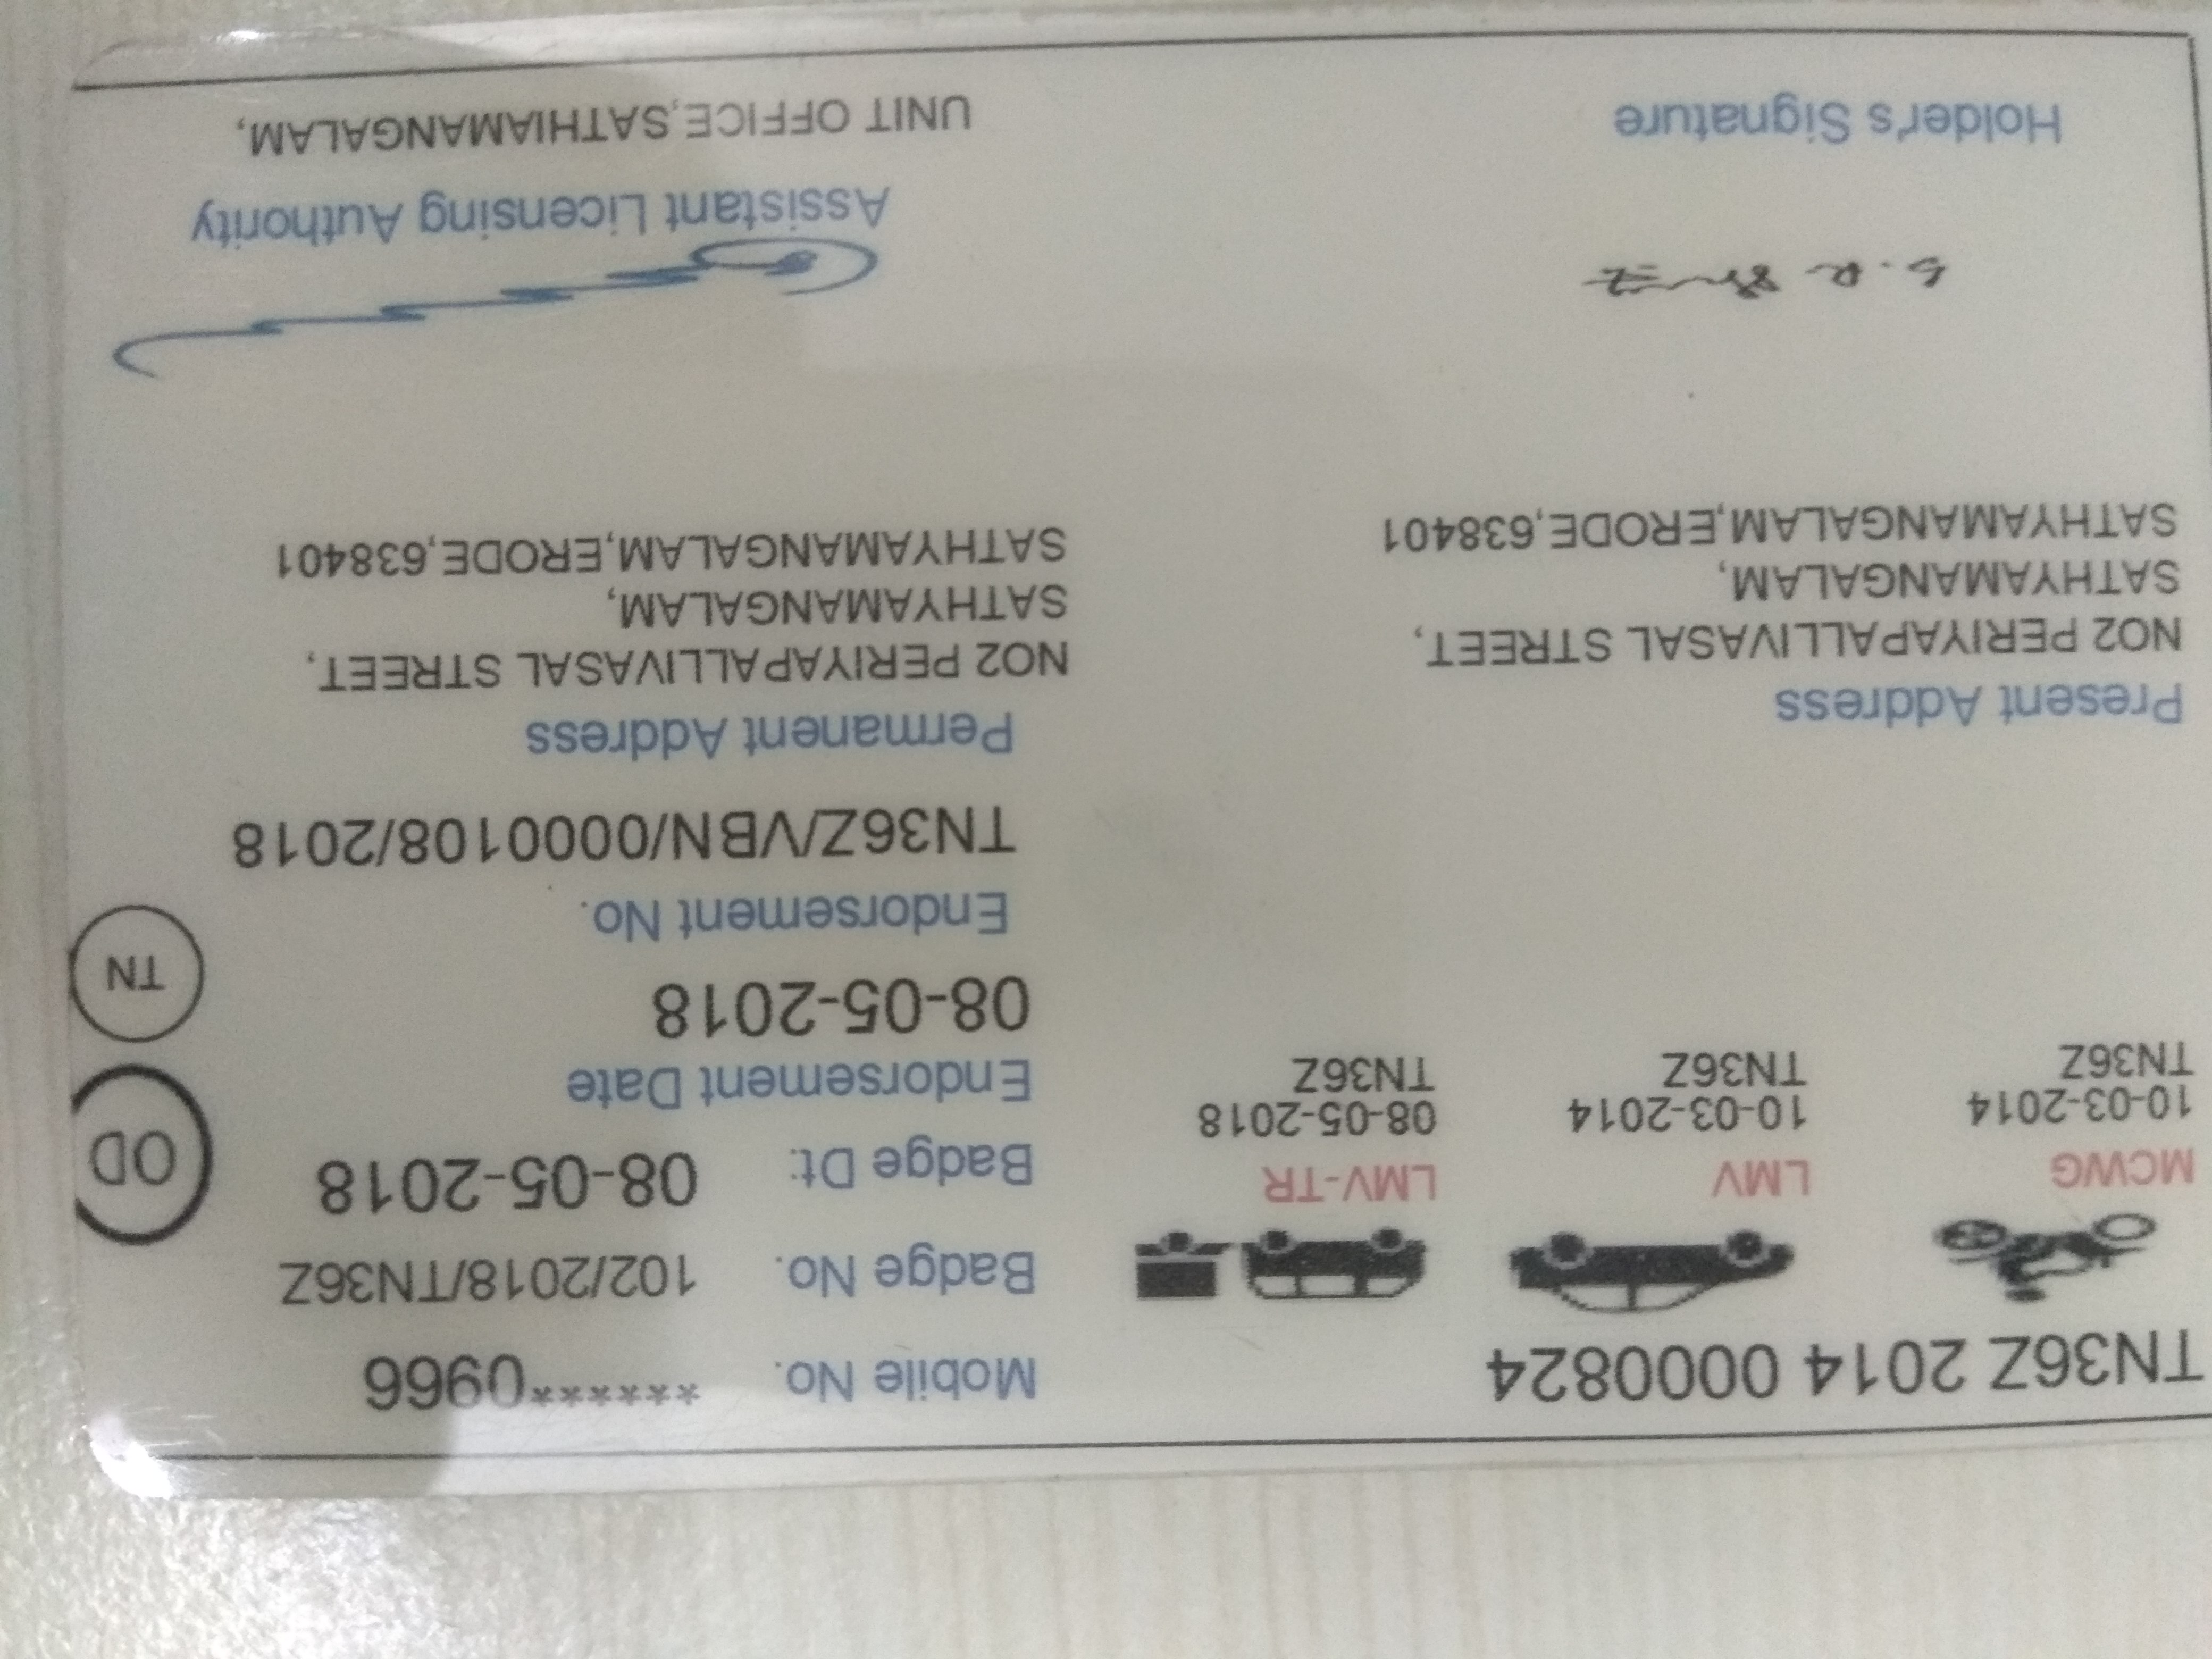 TN36Z 2014 0000824
MCWG
10-03-2014
TN36Z
LMV
10-03-2014
TN36Z
LMV-TR
08-05-2018
TN36Z
Mobile No. ******0966
Badge No. 102/2018/TN36Z
Badge Dt: 08-05-2018
OD
Endorsement Date
08-05-2018
TN
Endorsement No.
TN36Z/VBN/0000108/2018
Present Address
NO2 PERIYAPALLIVASAL STREET,
SATHYAMANGALAM,
SATHYAMANGALAM,ERODE,638401
Permanent Address
NO2 PERIYAPALLIVASAL STREET,
SATHYAMANGALAM,
SATHYAMANGALAM,ERODE,638401
Holder's Signature
Assistant Licensing Authority
UNIT OFFICE,SATHIAMANGALAM,